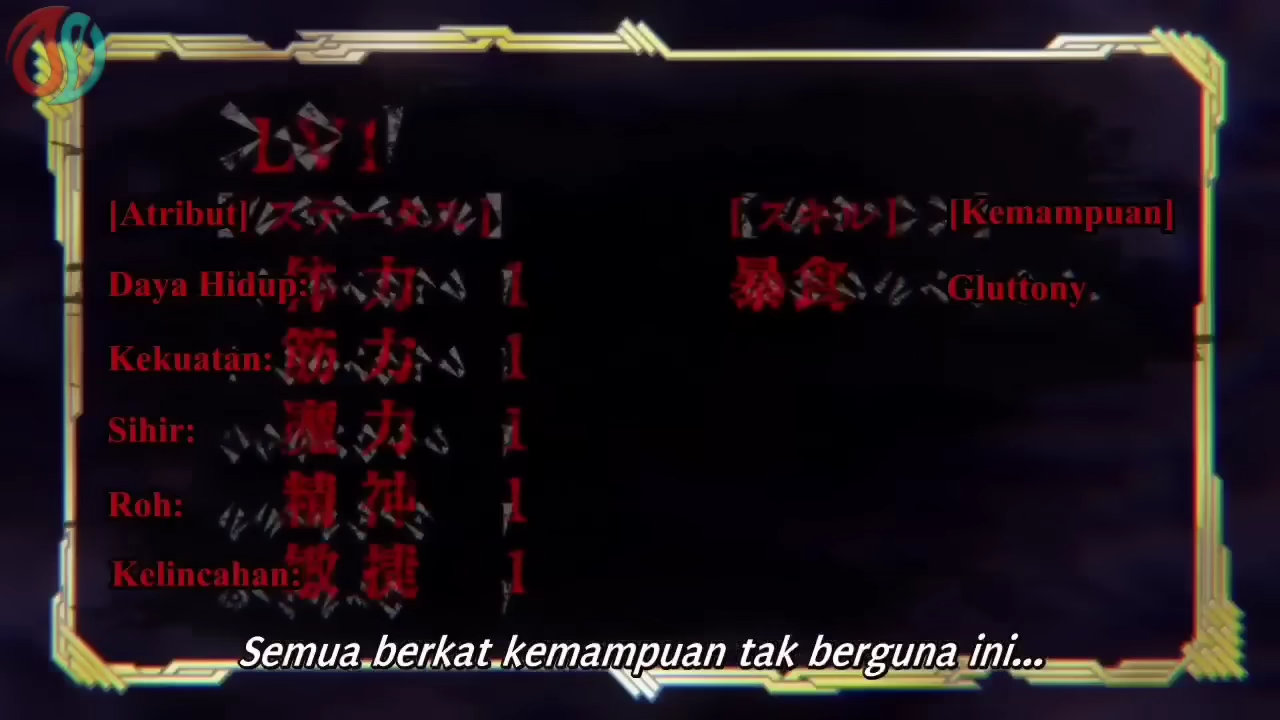 LV 1
[Atribut] [ステータス] [スキル] [Kemampuan]
Daya Hidup: 体力 1 暴食 Gluttony
Kekuatan: 筋力 1
Sihir: 魔力 1
Roh: 精神 1
Kelincahan: 敏捷 1
Semua berkat kemampuan tak berguna ini...